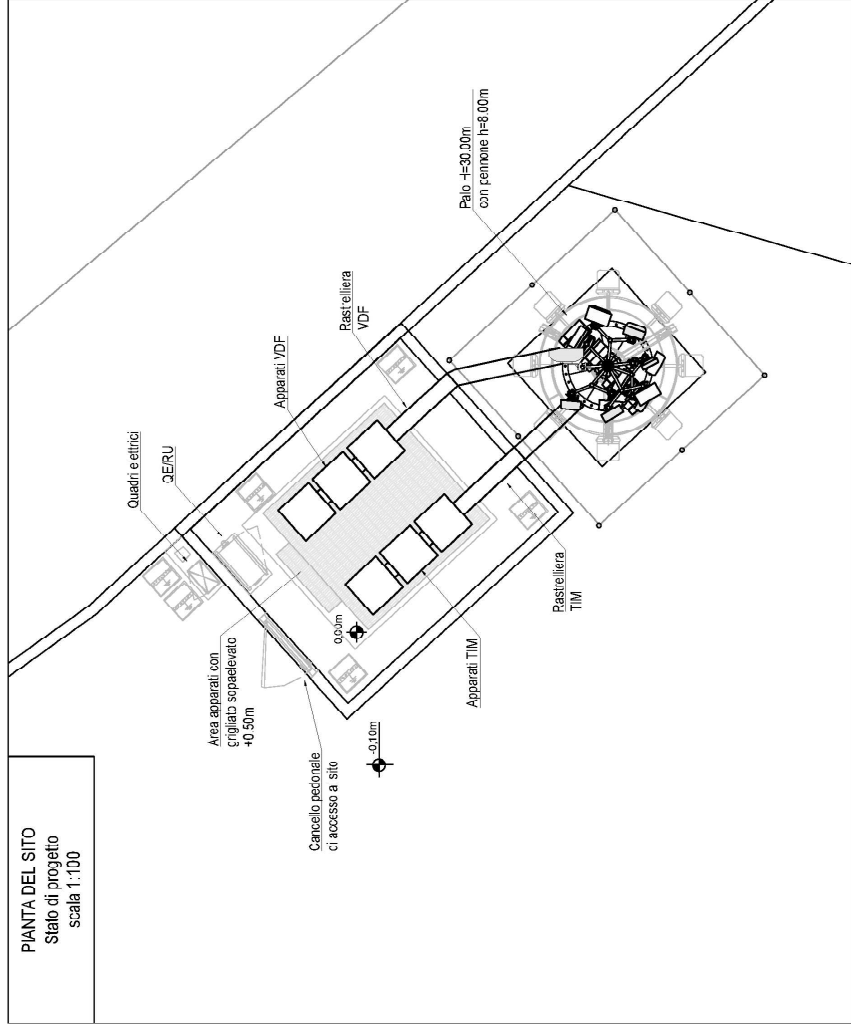 PIANTA DEL SITO
Stato di progetto
scala 1:100
Cancello pedonale
di accesso al sito
-0,10m
Area apparati con
grigliato sopaelevato
+0.50m
0,00m
Apparati TIM
Rastrelliera
TIM
Quadri elettrici
QE/RU
Apparati VDF
Rastrelliera
VDF
Palo H=30.00m
con pennone h=8.00m